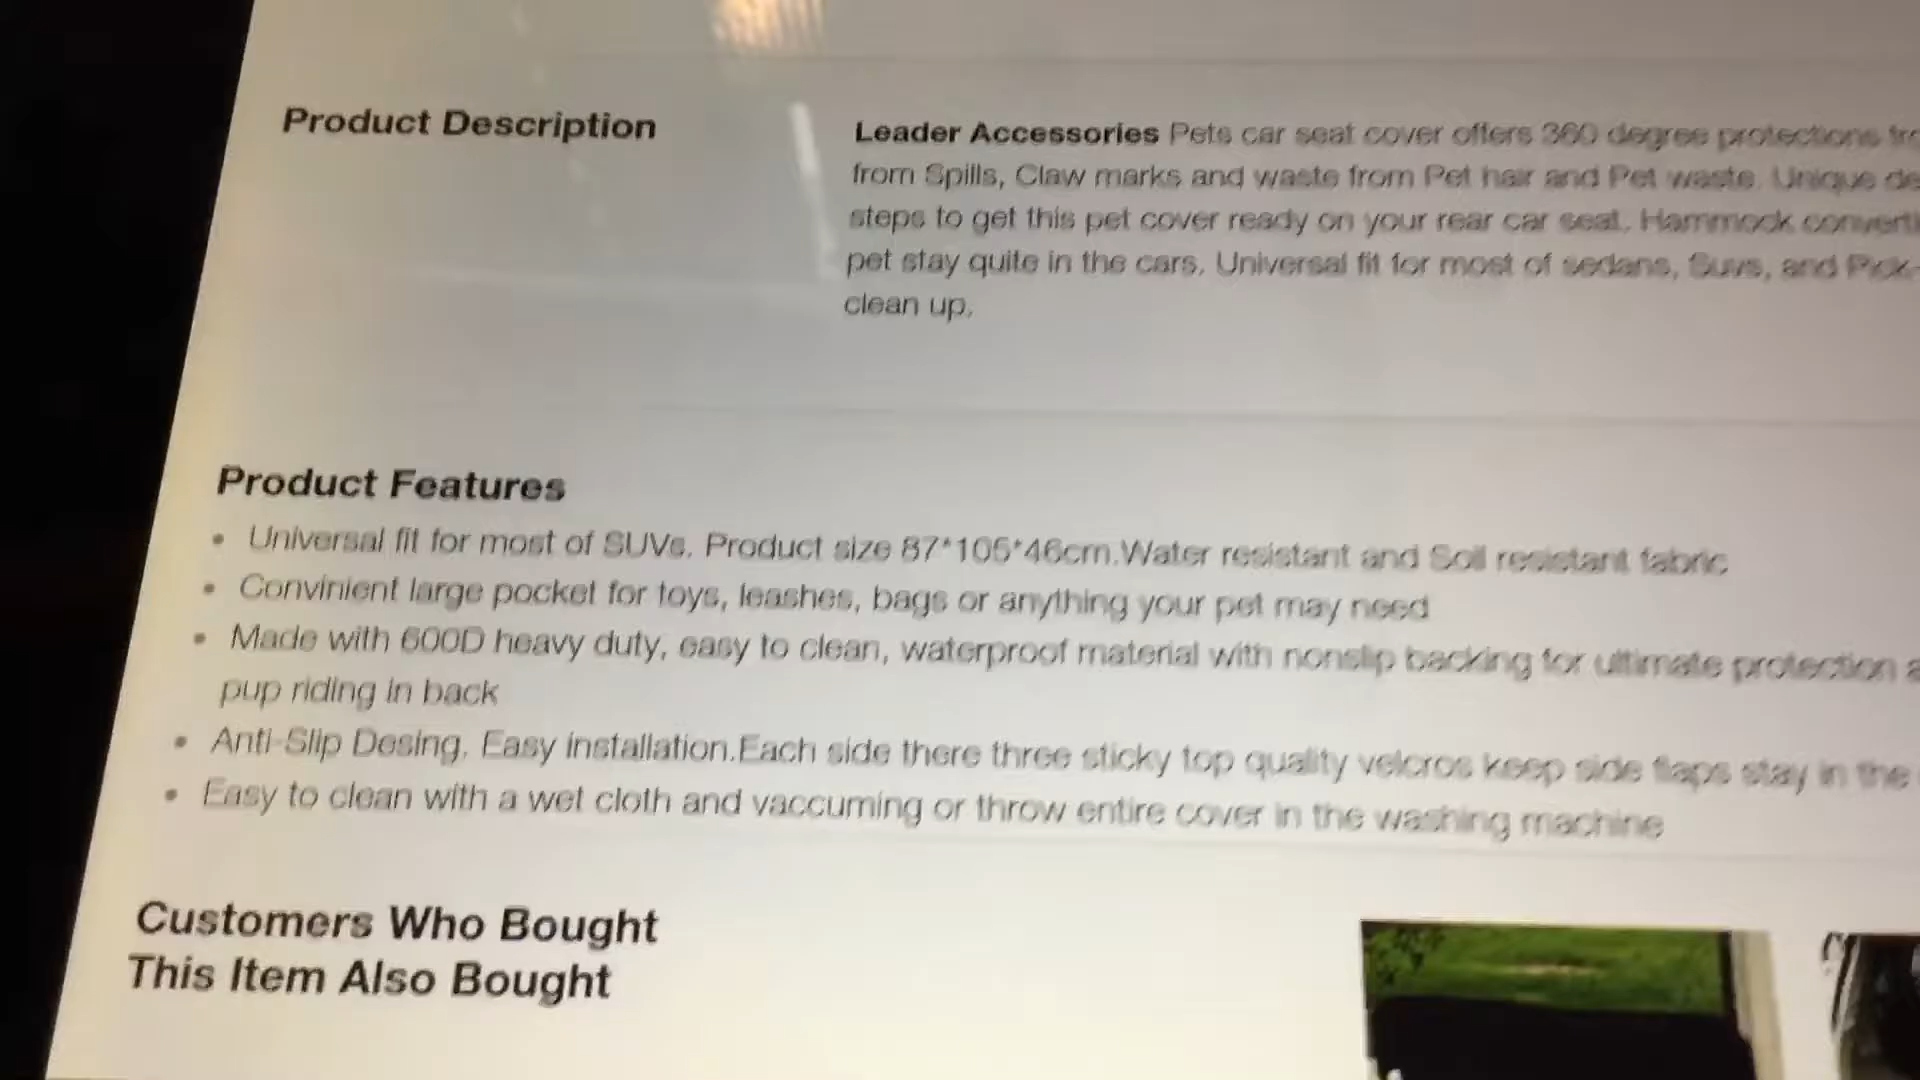 Product Description
Leader Accessories Pets car seat cover offers 360 degree protections
from Spills, Claw marks and waste from Pet hair and Pet waste. Unique
steps to get this pet cover ready on your rear car seat. Hammock
pet stay quite in the cars. Universal fit for most of sedans, Suvs, and
clean up.
Product Features
• Universal fit for most of SUVs. Product size 87*105*46cm.Water resistant and Soil resistant fabric
• Convinient large pocket for toys, leashes, bags or anything your pet may need
• Made with 600D heavy duty, easy to clean, waterproof material with nonslip backing for ultimate protection
pup riding in back
• Anti-Slip Desing. Easy installation.Each side there three sticky top quality velcros keep side flaps stay in the
• Easy to clean with a wet cloth and vaccuming or throw entire cover in the washing machine
Customers Who Bought
This Item Also Bought